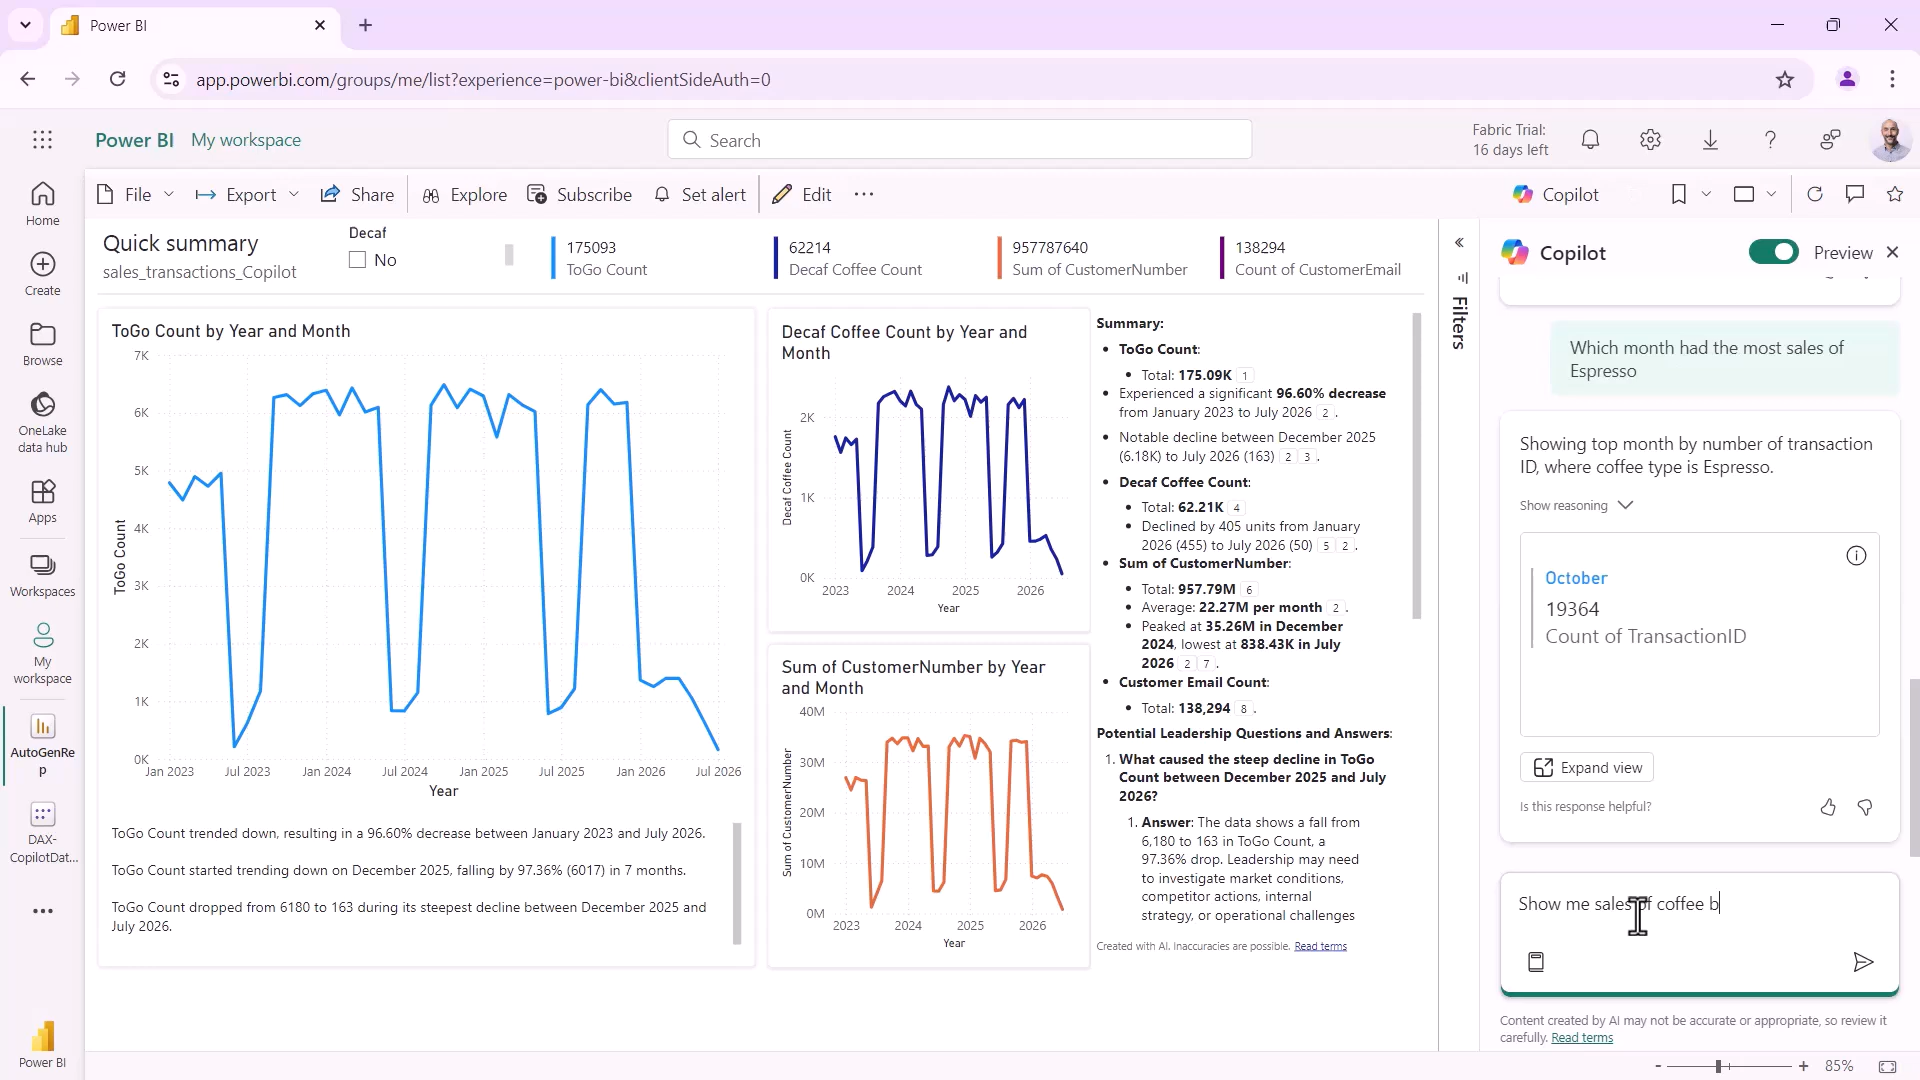 Power BI
app.powerbi.com/groups/me/list?experience=power-bi&clientSideAuth=0
Power BI My workspace
Search
Fabric Trial:
16 days left
File
Export
Share
Explore
Subscribe
Set alert
Edit
Copilot
Home
Create
Browse
OneLake
data hub
Apps
Workspaces
My
workspace
AutoGenRe
p
DAX-
CopilotDat...
Power BI
Quick summary
sales_transactions_Copilot
Decaf
No
175093
ToGo Count
62214
Decaf Coffee Count
957787640
Sum of CustomerNumber
138294
Count of CustomerEmail
ToGo Count by Year and Month
ToGo Count
7K
6K
5K
4K
3K
2K
1K
0K
Jan 2023 Jul 2023 Jan 2024 Jul 2024 Jan 2025 Jul 2025 Jan 2026 Jul 2026
Year
ToGo Count trended down, resulting in a 96.60% decrease between January 2023 and July 2026.
ToGo Count started trending down on December 2025, falling by 97.36% (6017) in 7 months.
ToGo Count dropped from 6180 to 163 during its steepest decline between December 2025 and
July 2026.
Decaf Coffee Count by Year and
Month
Decaf Coffee Count
2K
1K
0K
2023 2024 2025 2026
Year
Sum of CustomerNumber by Year
and Month
Sum of CustomerNumber
40M
30M
20M
10M
0M
2023 2024 2025 2026
Year
Summary:
• ToGo Count:
• Total: 175.09K 1
• Experienced a significant 96.60% decrease
from January 2023 to July 2026 2 .
• Notable decline between December 2025
(6.18K) to July 2026 (163) 2 3 .
• Decaf Coffee Count:
• Total: 62.21K 4
• Declined by 405 units from January
2026 (455) to July 2026 (50) 5 2 .
• Sum of CustomerNumber:
• Total: 957.79M 6
• Average: 22.27M per month 2 .
• Peaked at 35.26M in December
2024, lowest at 838.43K in July
2026 2 7 .
• Customer Email Count:
• Total: 138,294 8 .
Potential Leadership Questions and Answers:
1. What caused the steep decline in ToGo
Count between December 2025 and July
2026?
1. Answer: The data shows a fall from
6,180 to 163 in ToGo Count, a
97.36% drop. Leadership may need
to investigate market conditions,
competitor actions, internal
strategy, or operational challenges
Created with AI. Inaccuracies are possible. Read terms
Filters
Copilot
Preview
Which month had the most sales of
Espresso
Showing top month by number of transaction
ID, where coffee type is Espresso.
Show reasoning
October
19364
Count of TransactionID
Expand view
Is this response helpful?
Show me sales of coffee b
Content created by AI may not be accurate or appropriate, so review it
carefully. Read terms
- + 85%